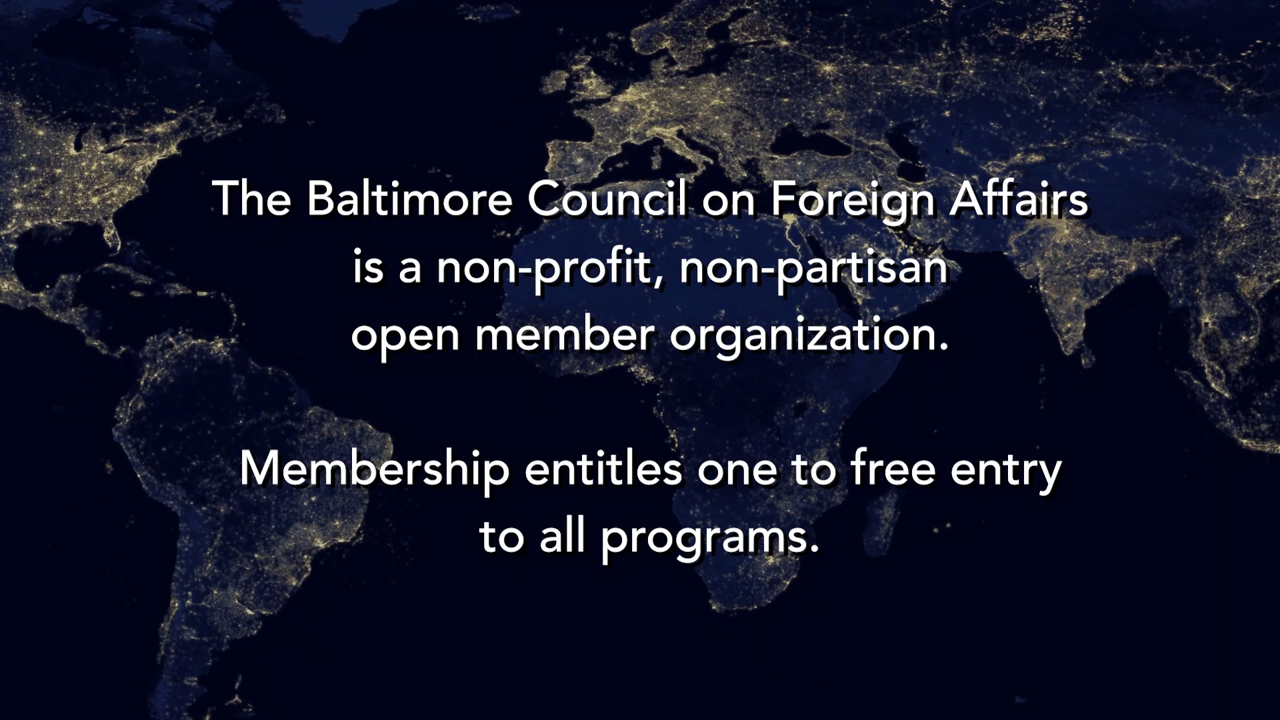 The Baltimore Council on Foreign Affairs
is a non-profit, non-partisan
open member organization.
Membership entitles one to free entry
to all programs.